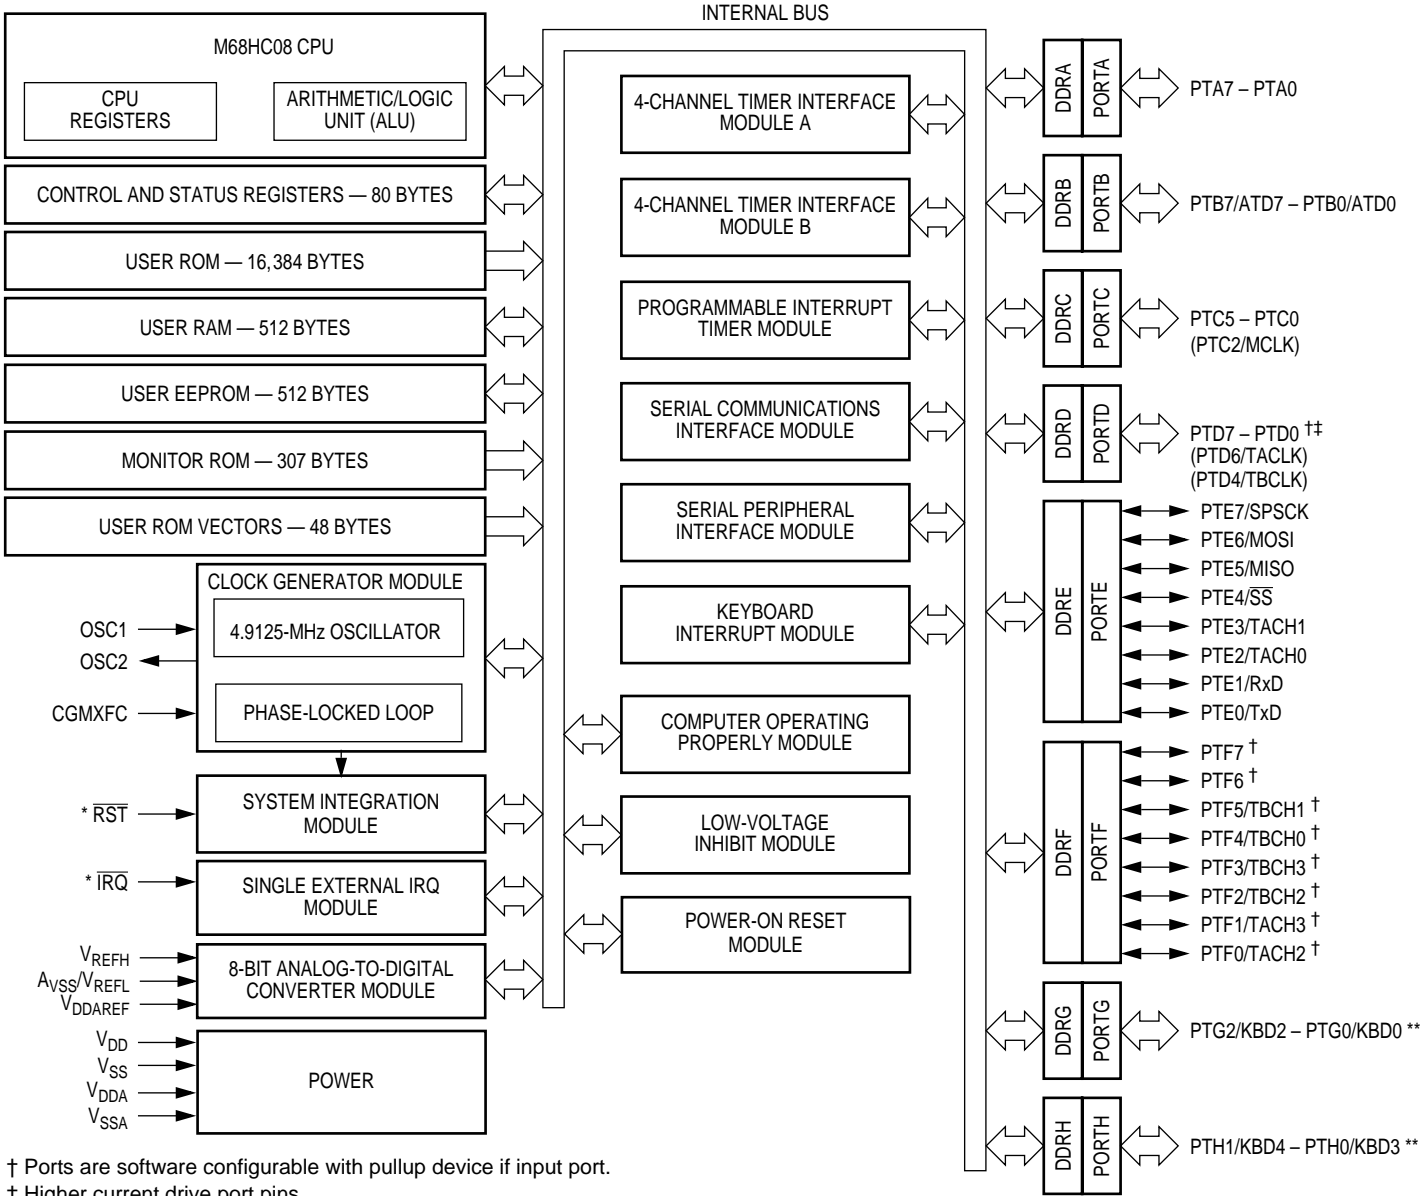 INTERNAL BUS
M68HC08 CPU
CPU
REGISTERS
ARITHMETIC/LOGIC
UNIT (ALU)
CONTROL AND STATUS REGISTERS — 80 BYTES
USER ROM — 16,384 BYTES
USER RAM — 512 BYTES
USER EEPROM — 512 BYTES
MONITOR ROM — 307 BYTES
USER ROM VECTORS — 48 BYTES
CLOCK GENERATOR MODULE
4.9125-MHz OSCILLATOR
PHASE-LOCKED LOOP
OSC1
OSC2
CGMXFC
SYSTEM INTEGRATION
MODULE
* RST
SINGLE EXTERNAL IRQ
MODULE
* IRQ
8-BIT ANALOG-TO-DIGITAL
CONVERTER MODULE
VREFH
AVSS/VREFL
VDDAREF
POWER
VDD
VSS
VDDA
VSSA
4-CHANNEL TIMER INTERFACE
MODULE A
4-CHANNEL TIMER INTERFACE
MODULE B
PROGRAMMABLE INTERRUPT
TIMER MODULE
SERIAL COMMUNICATIONS
INTERFACE MODULE
SERIAL PERIPHERAL
INTERFACE MODULE
KEYBOARD
INTERRUPT MODULE
COMPUTER OPERATING
PROPERLY MODULE
LOW-VOLTAGE
INHIBIT MODULE
POWER-ON RESET
MODULE
DDRA
PORTA
PTA7 – PTA0
DDRB
PORTB
PTB7/ATD7 – PTB0/ATD0
DDRC
PORTC
PTC5 – PTC0
(PTC2/MCLK)
DDRD
PORTD
PTD7 – PTD0 †‡
(PTD6/TACLK)
(PTD4/TBCLK)
DDRE
PORTE
PTE7/SPSCK
PTE6/MOSI
PTE5/MISO
PTE4/SS
PTE3/TACH1
PTE2/TACH0
PTE1/RxD
PTE0/TxD
DDRF
PORTF
PTF7 †
PTF6 †
PTF5/TBCH1 †
PTF4/TBCH0 †
PTF3/TBCH3 †
PTF2/TBCH2 †
PTF1/TACH3 †
PTF0/TACH2 †
DDRG
PORTG
PTG2/KBD2 – PTG0/KBD0 **
DDRH
PORTH
PTH1/KBD4 – PTH0/KBD3 **
† Ports are software configurable with pullup device if input port.
Higher current drive port pins